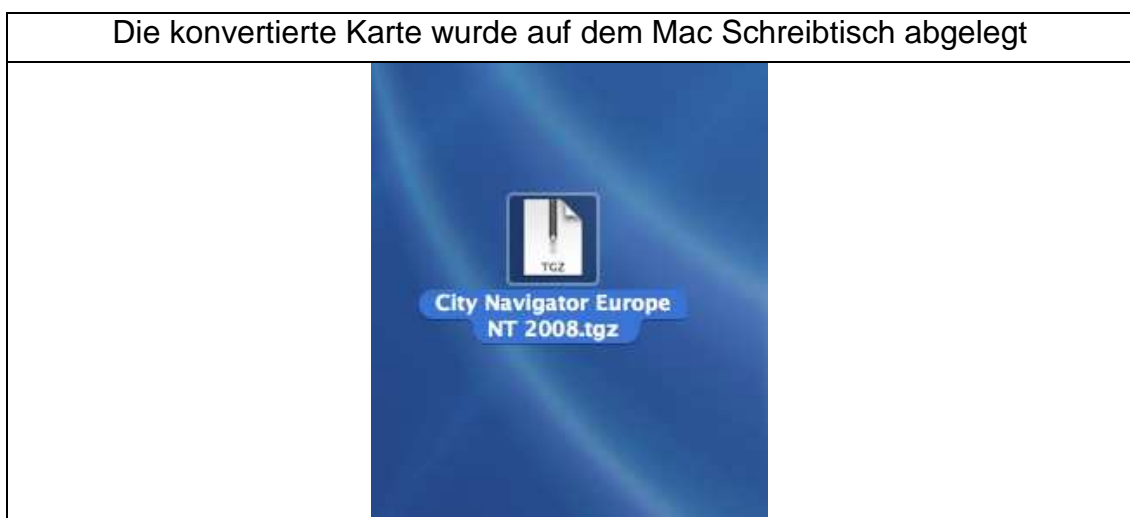 Die konvertierte Karte wurde auf dem Mac Schreibtisch abgelegt
TGZ
City Navigator Europe
NT 2008.tgz